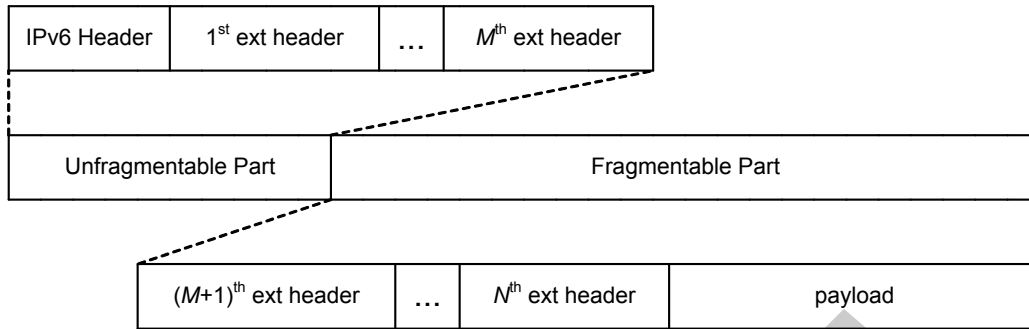 IPv6 Header 1st ext header ... Mth ext header
Unfragmentable Part Fragmentable Part
(M+1)th ext header ... Nth ext header payload